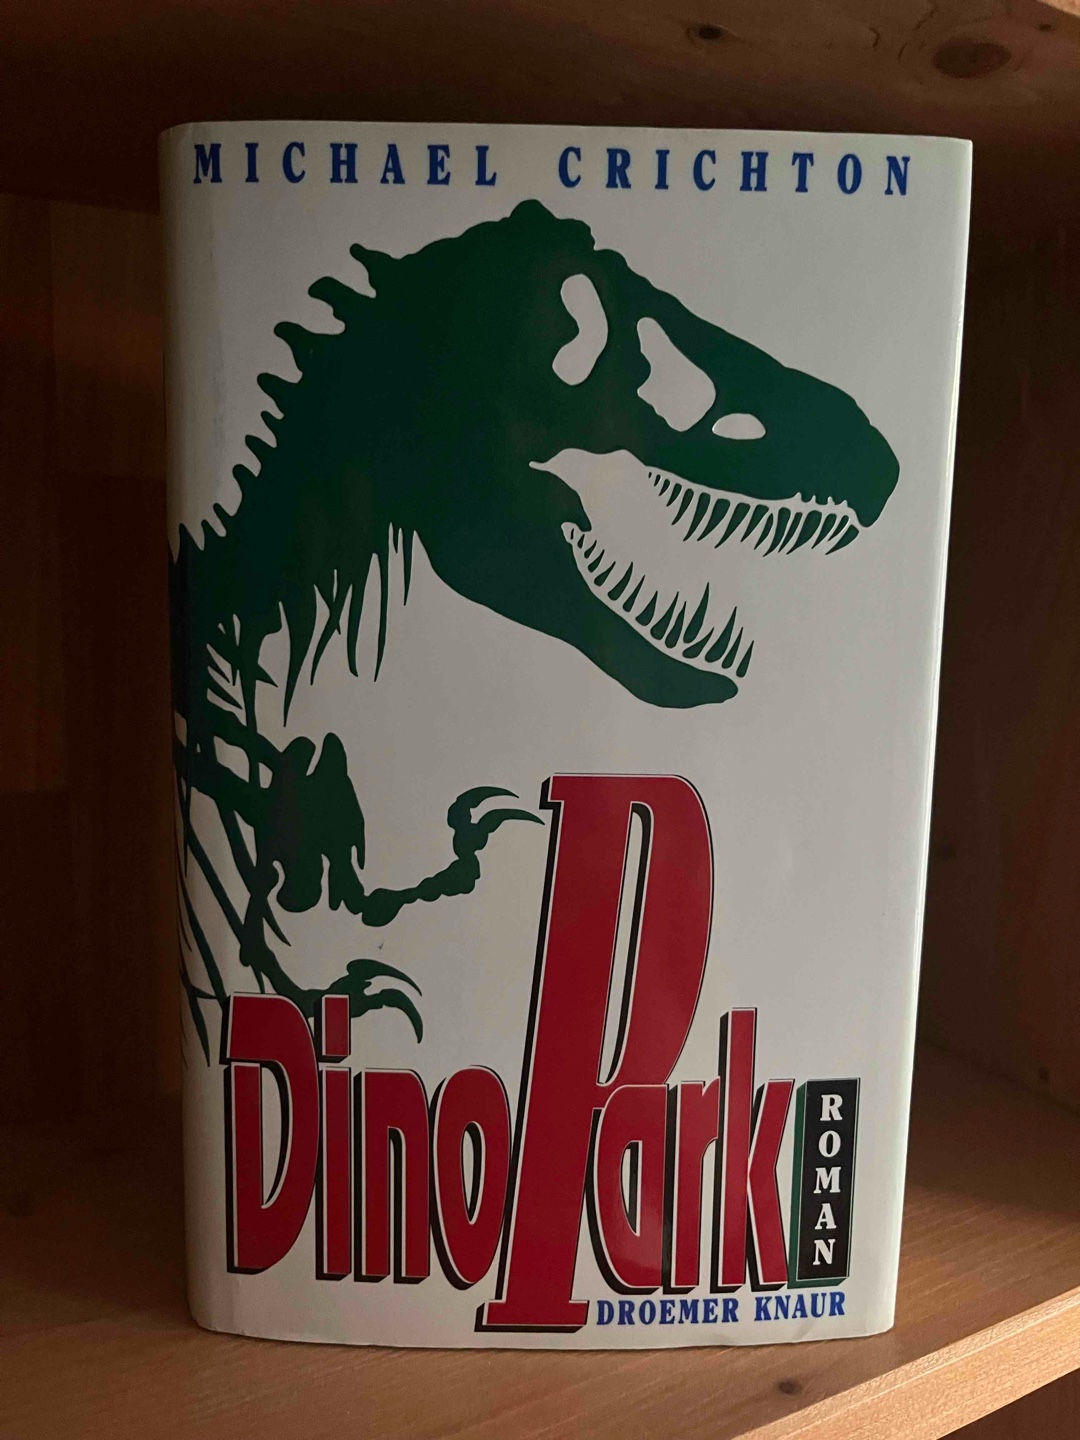 MICHAEL CRICHTON
DinoPark
ROMAN
DROEMER KNAUR